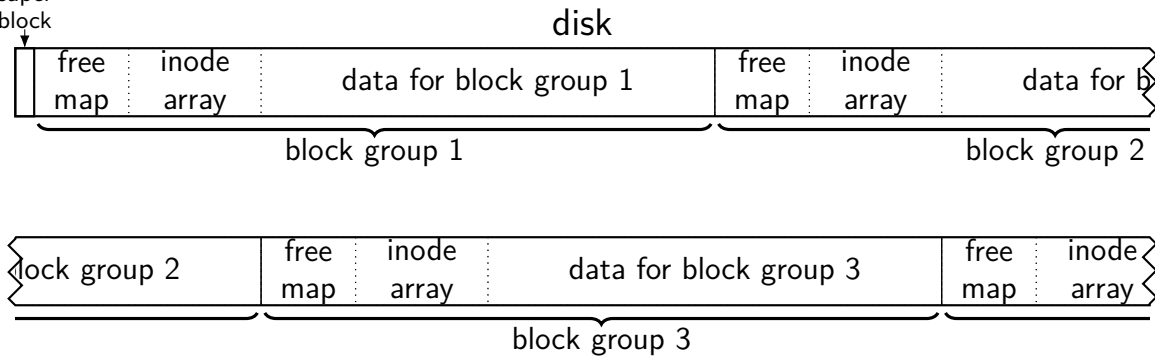 block
disk
free
map
inode
array
data for block group 1
free
map
inode
array
data for b
block group 1
block group 2
lock group 2
free
map
inode
array
data for block group 3
free
map
inode
array
block group 3